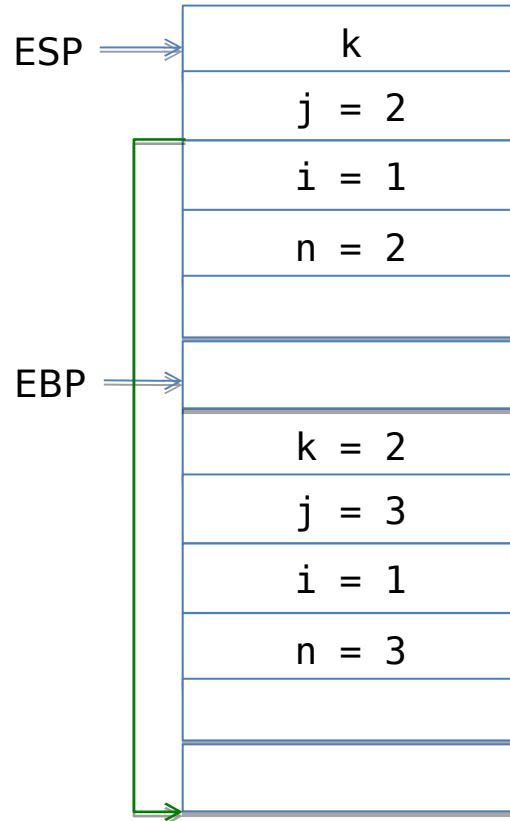 k
ESP
j = 2
i = 1
n = 2
EBP
k = 2
j = 3
i = 1
n = 3